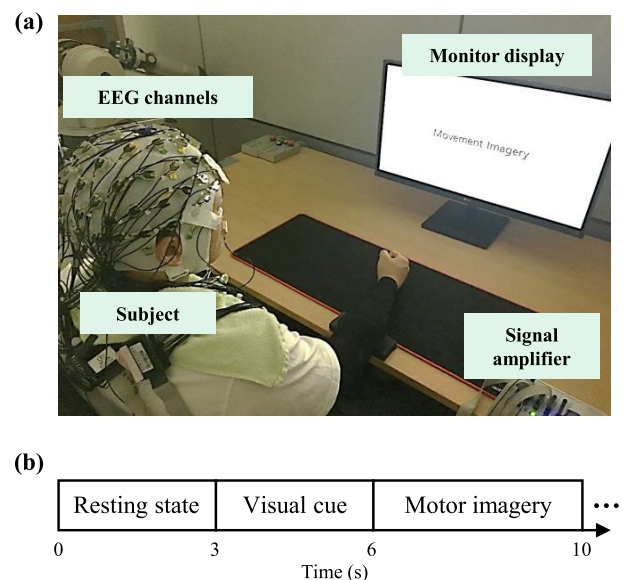 (a)
Monitor display
EEG channels
Movement Imagery
Subject
Signal
amplifier
(b)
Resting state Visual cue Motor imagery ...
0 3 6 10
Time (s)